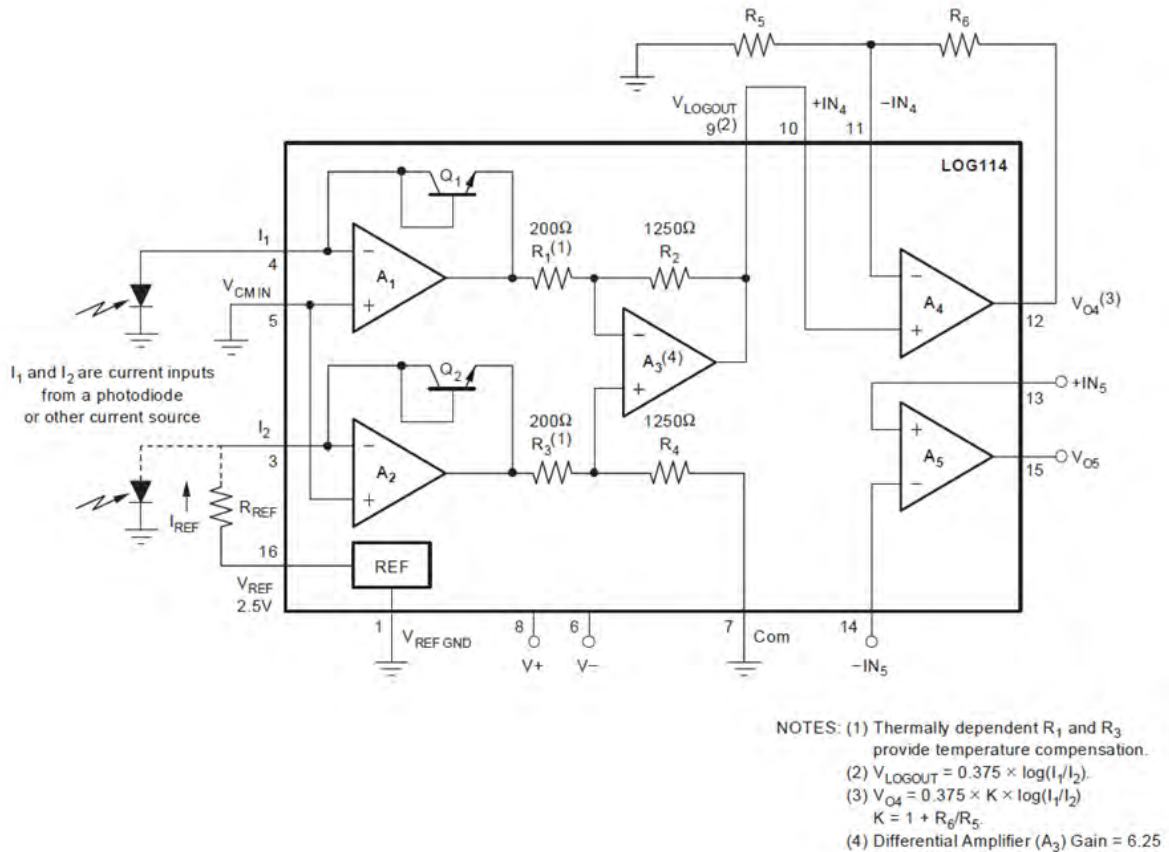 R5
R6
VLOGOUT
9(2)
+IN4
10
−IN4
11
LOG114
Q1
I1
4
200Ω
R1(1)
1250Ω
R2
A1
VCMIN
5
A4
VO4(3)
12
A3(4)
I1 and I2 are current inputs
from a photodiode
or other current source
Q2
+IN5
13
I2
3
200Ω
R3(1)
1250Ω
R4
A2
A5
VO5
15
IREF
RREF
16
REF
VREF
2.5V
1
VREF GND
8
6
7
Com
14
V+
V−
−IN5
NOTES: (1) Thermally dependent R1 and R3
provide temperature compensation.
(2) VLOGOUT = 0.375 × log(I1/I2).
(3) VO4 = 0.375 × K × log(I1/I2)
K = 1 + R6/R5.
(4) Differential Amplifier (A3) Gain = 6.25